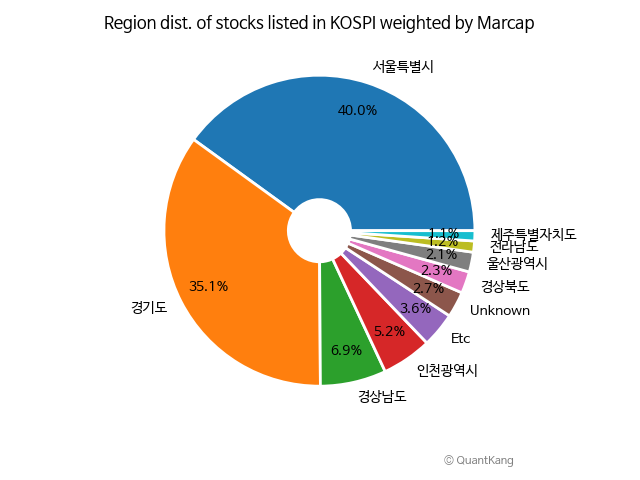 Region dist. of stocks listed in KOSPI weighted by Marcap
서울특별시
40.0%
경기도
35.1%
경상남도
6.9%
인천광역시
5.2%
Etc
3.6%
Unknown
2.7%
경상북도
2.3%
울산광역시
2.1%
전라남도
1.2%
제주특별자치도
1.1%
© QuantKang